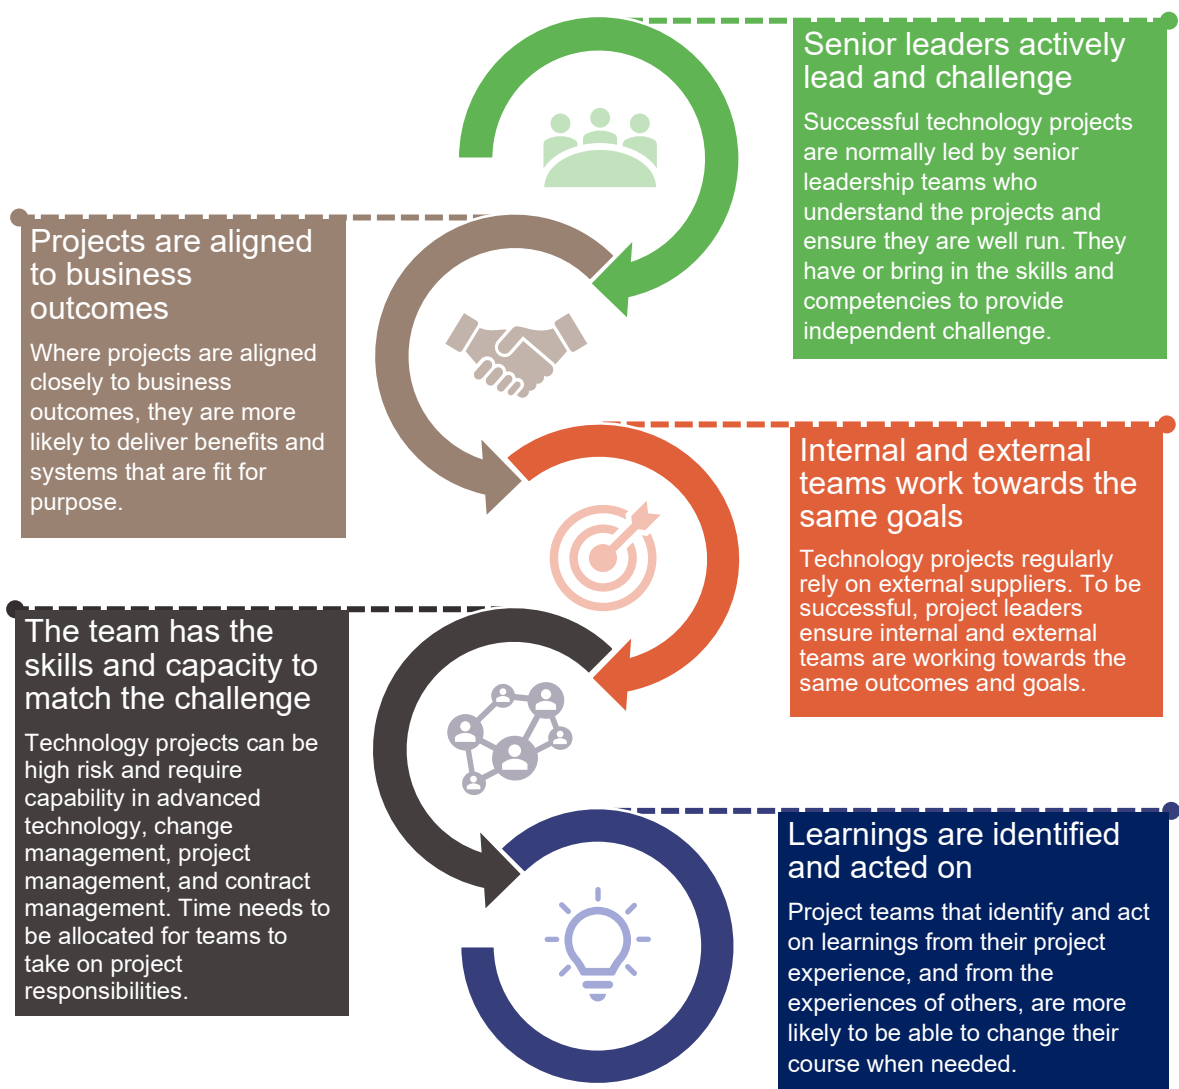 Senior leaders actively
lead and challenge
Successful technology projects
are normally led by senior
leadership teams who
understand the projects and
ensure they are well run. They
have or bring in the skills and
competencies to provide
independent challenge.
Projects are aligned
to business
outcomes
Where projects are aligned
closely to business
outcomes, they are more
likely to deliver benefits and
systems that are fit for
purpose.
Internal and external
teams work towards the
same goals
Technology projects regularly
rely on external suppliers. To be
successful, project leaders
ensure internal and external
teams are working towards the
same outcomes and goals.
The team has the
skills and capacity to
match the challenge
Technology projects can be
high risk and require
capability in advanced
technology, change
management, project
management, and contract
management. Time needs to
be allocated for teams to
take on project
responsibilities.
Learnings are identified
and acted on
Project teams that identify and act
on learnings from their project
experience, and from the
experiences of others, are more
likely to be able to change their
course when needed.